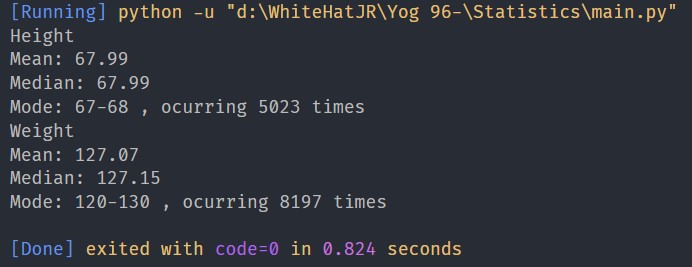 [Running] python -u "d:\WhiteHatJR\Yog 96-\Statistics\main.py"
Height
Mean: 67.99
Median: 67.99
Mode: 67-68 , ocurring 5023 times
Weight
Mean: 127.07
Median: 127.15
Mode: 120-130 , ocurring 8197 times
[Done] exited with code=0 in 0.824 seconds